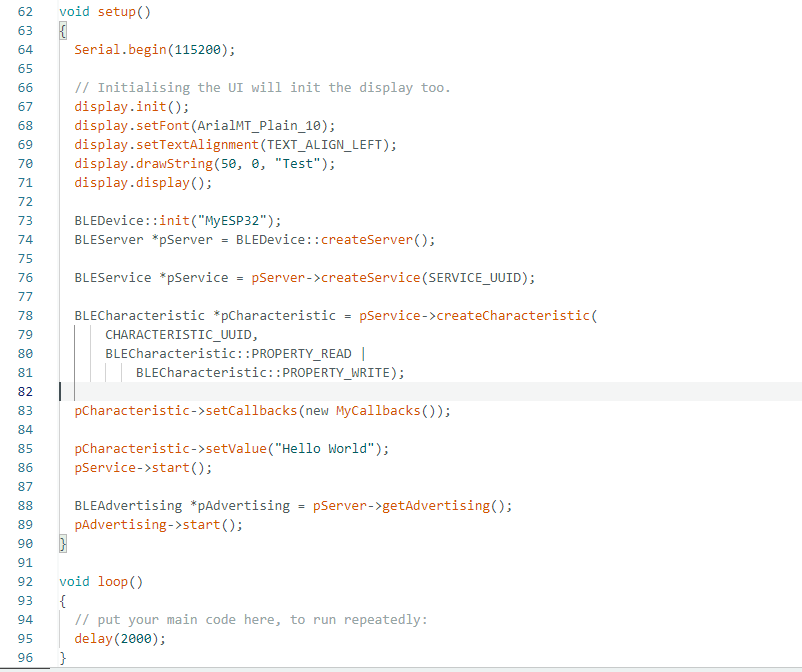 62 void setup()
63 {
64 Serial.begin(115200);
65
66 // Initialising the UI will init the display too.
67 display.init();
68 display.setFont(ArialMT_Plain_10);
69 display.setTextAlignment(TEXT_ALIGN_LEFT);
70 display.drawString(50, 0, "Test");
71 display.display();
72
73 BLEDevice::init("MyESP32");
74 BLEServer *pServer = BLEDevice::createServer();
75
76 BLEService *pService = pServer->createService(SERVICE_UUID);
77
78 BLECharacteristic *pCharacteristic = pService->createCharacteristic(
79 CHARACTERISTIC_UUID,
80 BLECharacteristic::PROPERTY_READ |
81 BLECharacteristic::PROPERTY_WRITE);
82
83 pCharacteristic->setCallbacks(new MyCallbacks());
84
85 pCharacteristic->setValue("Hello World");
86 pService->start();
87
88 BLEAdvertising *pAdvertising = pServer->getAdvertising();
89 pAdvertising->start();
90 }
91
92 void loop()
93 {
94 // put your main code here, to run repeatedly:
95 delay(2000);
96 }